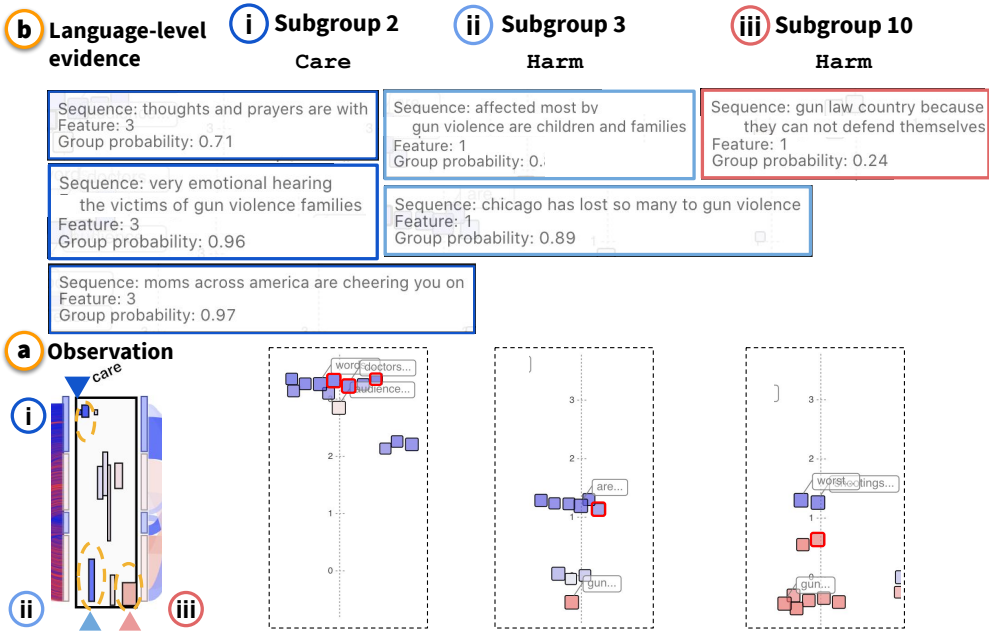 b Language-level
evidence
i Subgroup 2
Care
ii Subgroup 3
Harm
iii Subgroup 10
Harm
Sequence: thoughts and prayers are with
Feature: 3
Group probability: 0.71
Sequence: very emotional hearing
the victims of gun violence families
Feature: 3
Group probability: 0.96
Sequence: moms across america are cheering you on
Feature: 3
Group probability: 0.97
Sequence: affected most by
gun violence are children and families
Feature: 1
Group probability: 0.
Sequence: chicago has lost so many to gun violence
Feature: 1
Group probability: 0.89
Sequence: gun law country because
they can not defend themselves
Feature: 1
Group probability: 0.24
a Observation
care
i
ii
iii
doctors...
audience...
2
1
0
3
2
are...
1
gun...
3
2
worst
1
gun...